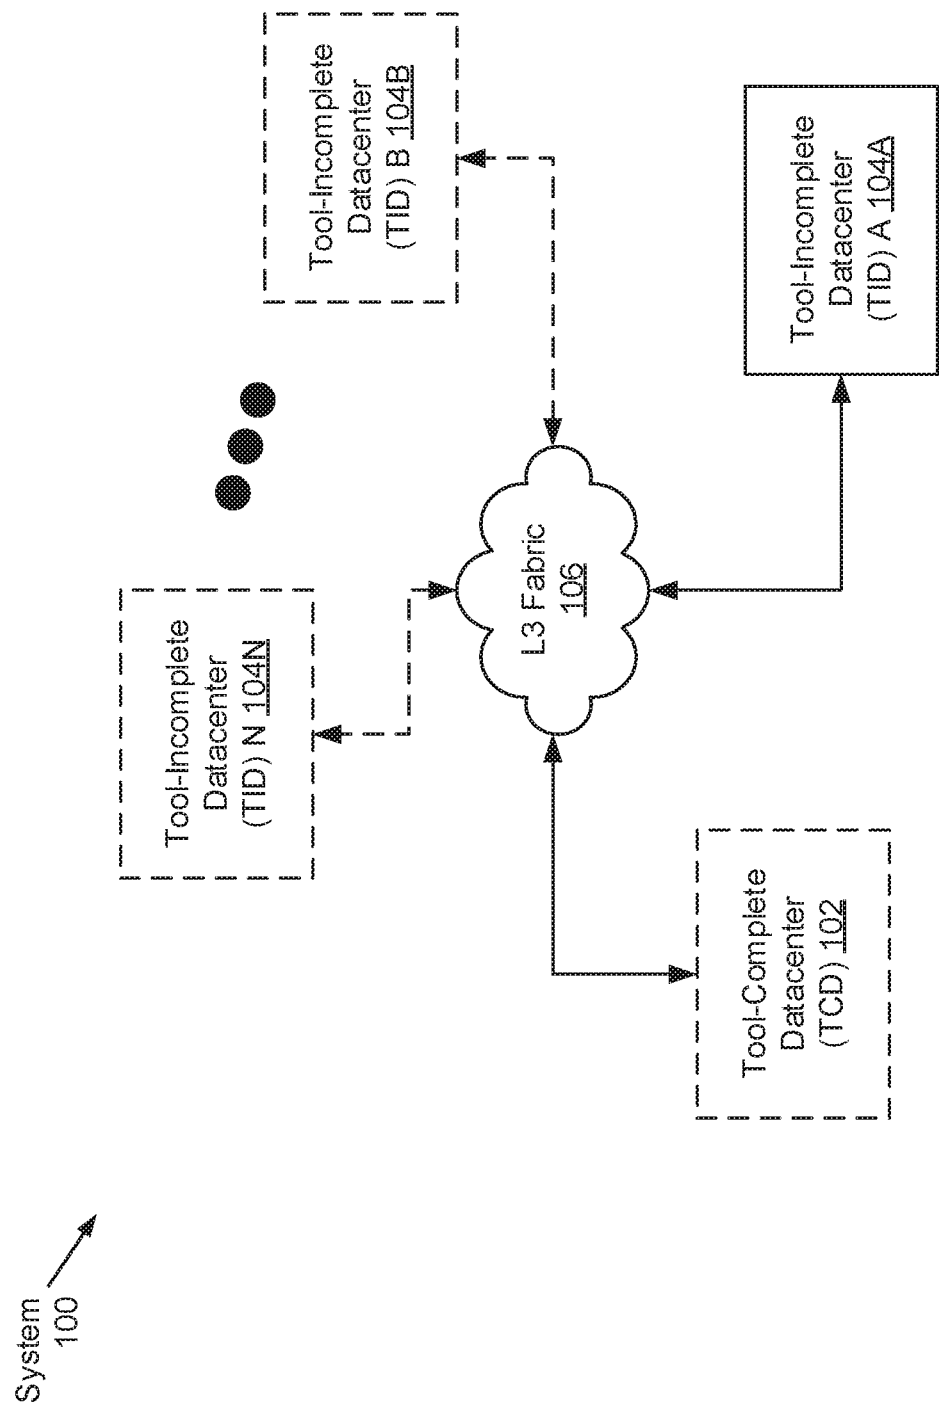 System
100
Tool-Incomplete
Datacenter
(TID) N 104N
Tool-Incomplete
Datacenter
(TID) B 104B
L3 Fabric
106
Tool-Complete
Datacenter
(TCD) 102
Tool-Incomplete
Datacenter
(TID) A 104A